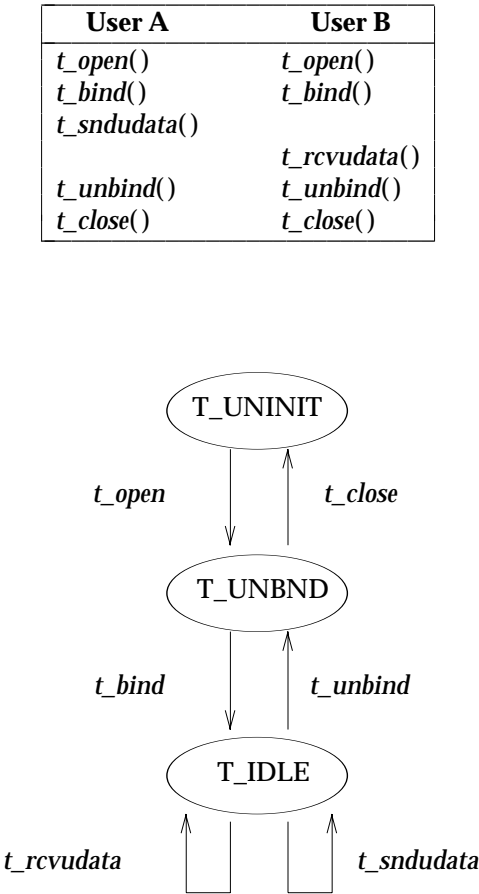 User A User B
t_open() t_open()
t_bind() t_bind()
t_sndudata()
t_rcvudata()
t_unbind() t_unbind()
t_close() t_close()
T_UNINIT
t_open t_close
T_UNBND
t_bind t_unbind
T_IDLE
t_rcvudata t_sndudata